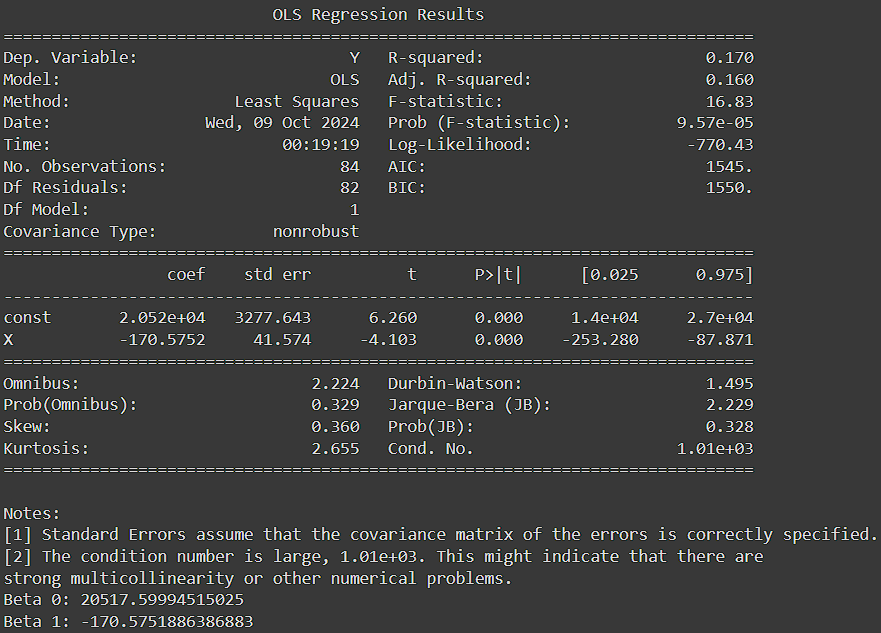 OLS Regression Results
==============================================================================
Dep. Variable:                      Y   R-squared:                       0.170
Model:                            OLS   Adj. R-squared:                  0.160
Method:                 Least Squares   F-statistic:                     16.83
Date:                Wed, 09 Oct 2024   Prob (F-statistic):           9.57e-05
Time:                        00:19:19   Log-Likelihood:                -770.43
No. Observations:                  84   AIC:                             1545.
Df Residuals:                      82   BIC:                             1550.
Df Model:                           1
Covariance Type:            nonrobust
==============================================================================
                 coef    std err          t      P>|t|      [0.025      0.975]
------------------------------------------------------------------------------
const       2.052e+04   3277.643      6.260      0.000     1.4e+04     2.7e+04
X           -170.5752     41.574     -4.103      0.000    -253.280     -87.871
==============================================================================
Omnibus:                        2.224   Durbin-Watson:                   1.495
Prob(Omnibus):                  0.329   Jarque-Bera (JB):                2.229
Skew:                           0.360   Prob(JB):                        0.328
Kurtosis:                       2.655   Cond. No.                     1.01e+03
==============================================================================

Notes:
[1] Standard Errors assume that the covariance matrix of the errors is correctly specified.
[2] The condition number is large, 1.01e+03. This might indicate that there are
strong multicollinearity or other numerical problems.
Beta 0: 20517.59994515025
Beta 1: -170.5751886386883